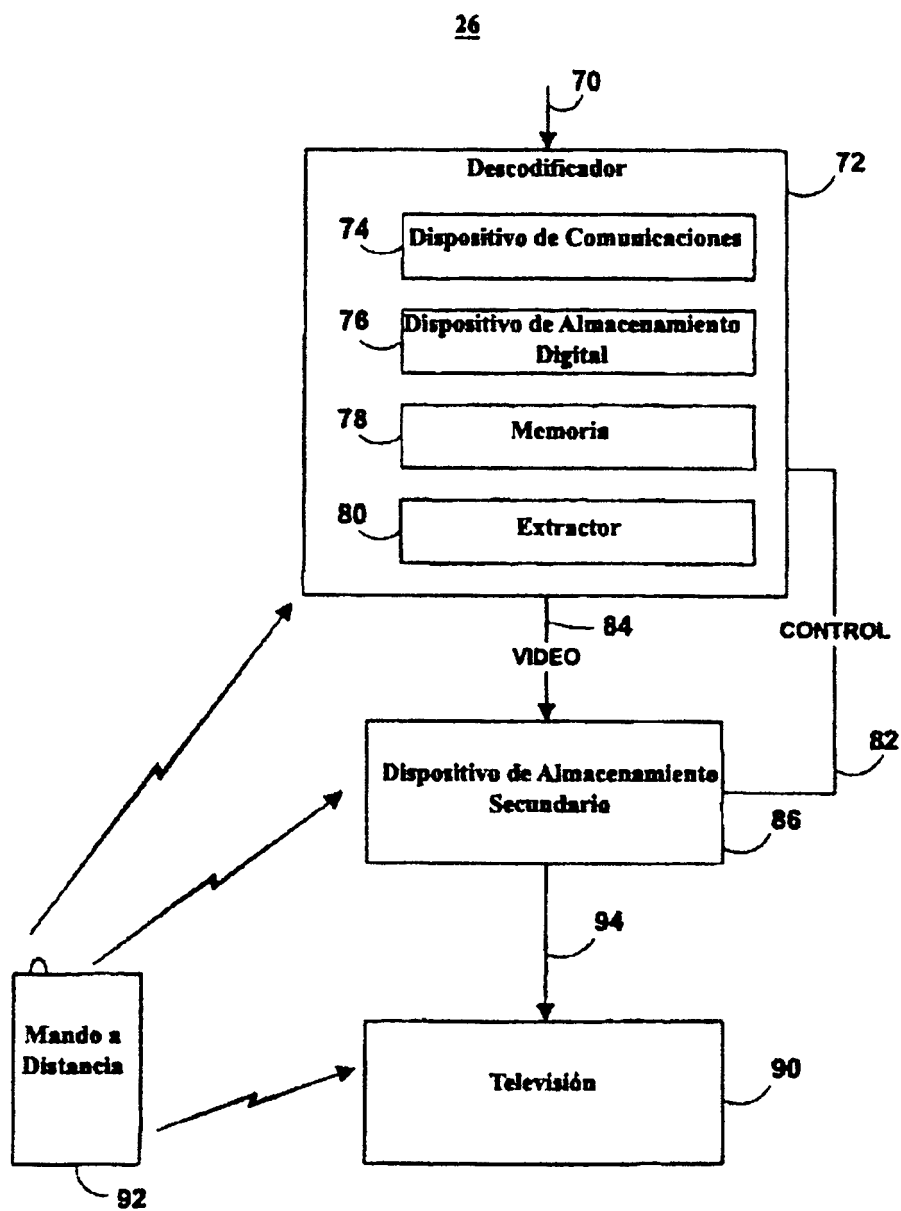 26
70
Descodificador
72
74
Dispositivo de Comunicaciones
76
Dispositivo de Almacenamiento
Digital
78
Memoria
80
Extractor
84
VIDEO
CONTROL
82
Dispositivo de Almacenamiento
Secundario
86
94
Mando a
Distancia
Televisión
90
92